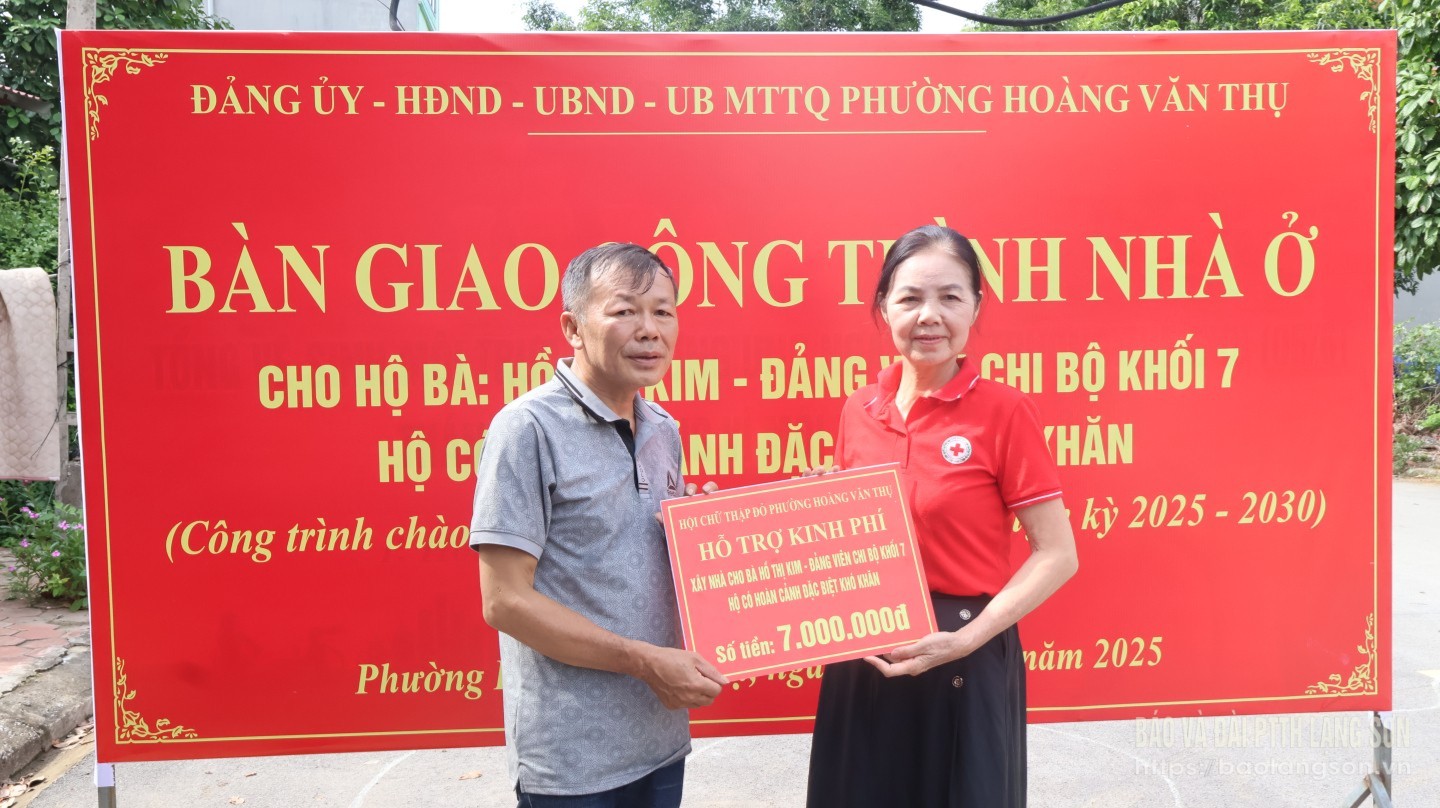 ĐẢNG ỦY - HĐND - UBND - UB MTTQ PHƯỜNG HOÀNG VĂN THỤ
BÀN GIAO CÔNG TRÌNH NHÀ Ở
CHO HỘ BÀ: HỒ KIM - ĐẢNG CHI BỘ KHỐI 7
HỘ CÓ CẢNH ĐẶC KHĂN
(Công trình chào kỳ 2025 - 2030)
Phường năm 2025
HỘI CHỮ THẬP ĐỎ PHƯỜNG HOÀNG VĂN THỤ
HỖ TRỢ KINH PHÍ
XÂY NHÀ CHO BÀ HỒ THỊ KIM - ĐẢNG VIÊN CHI BỘ KHỐI 7
HỘ CÓ HOÀN CẢNH ĐẶC BIỆT KHÓ KHĂN
Số tiền: 7.000.000đ
BÁO VÀ ĐÀI PTTH LẠNG SƠN
https://baolangson.vn